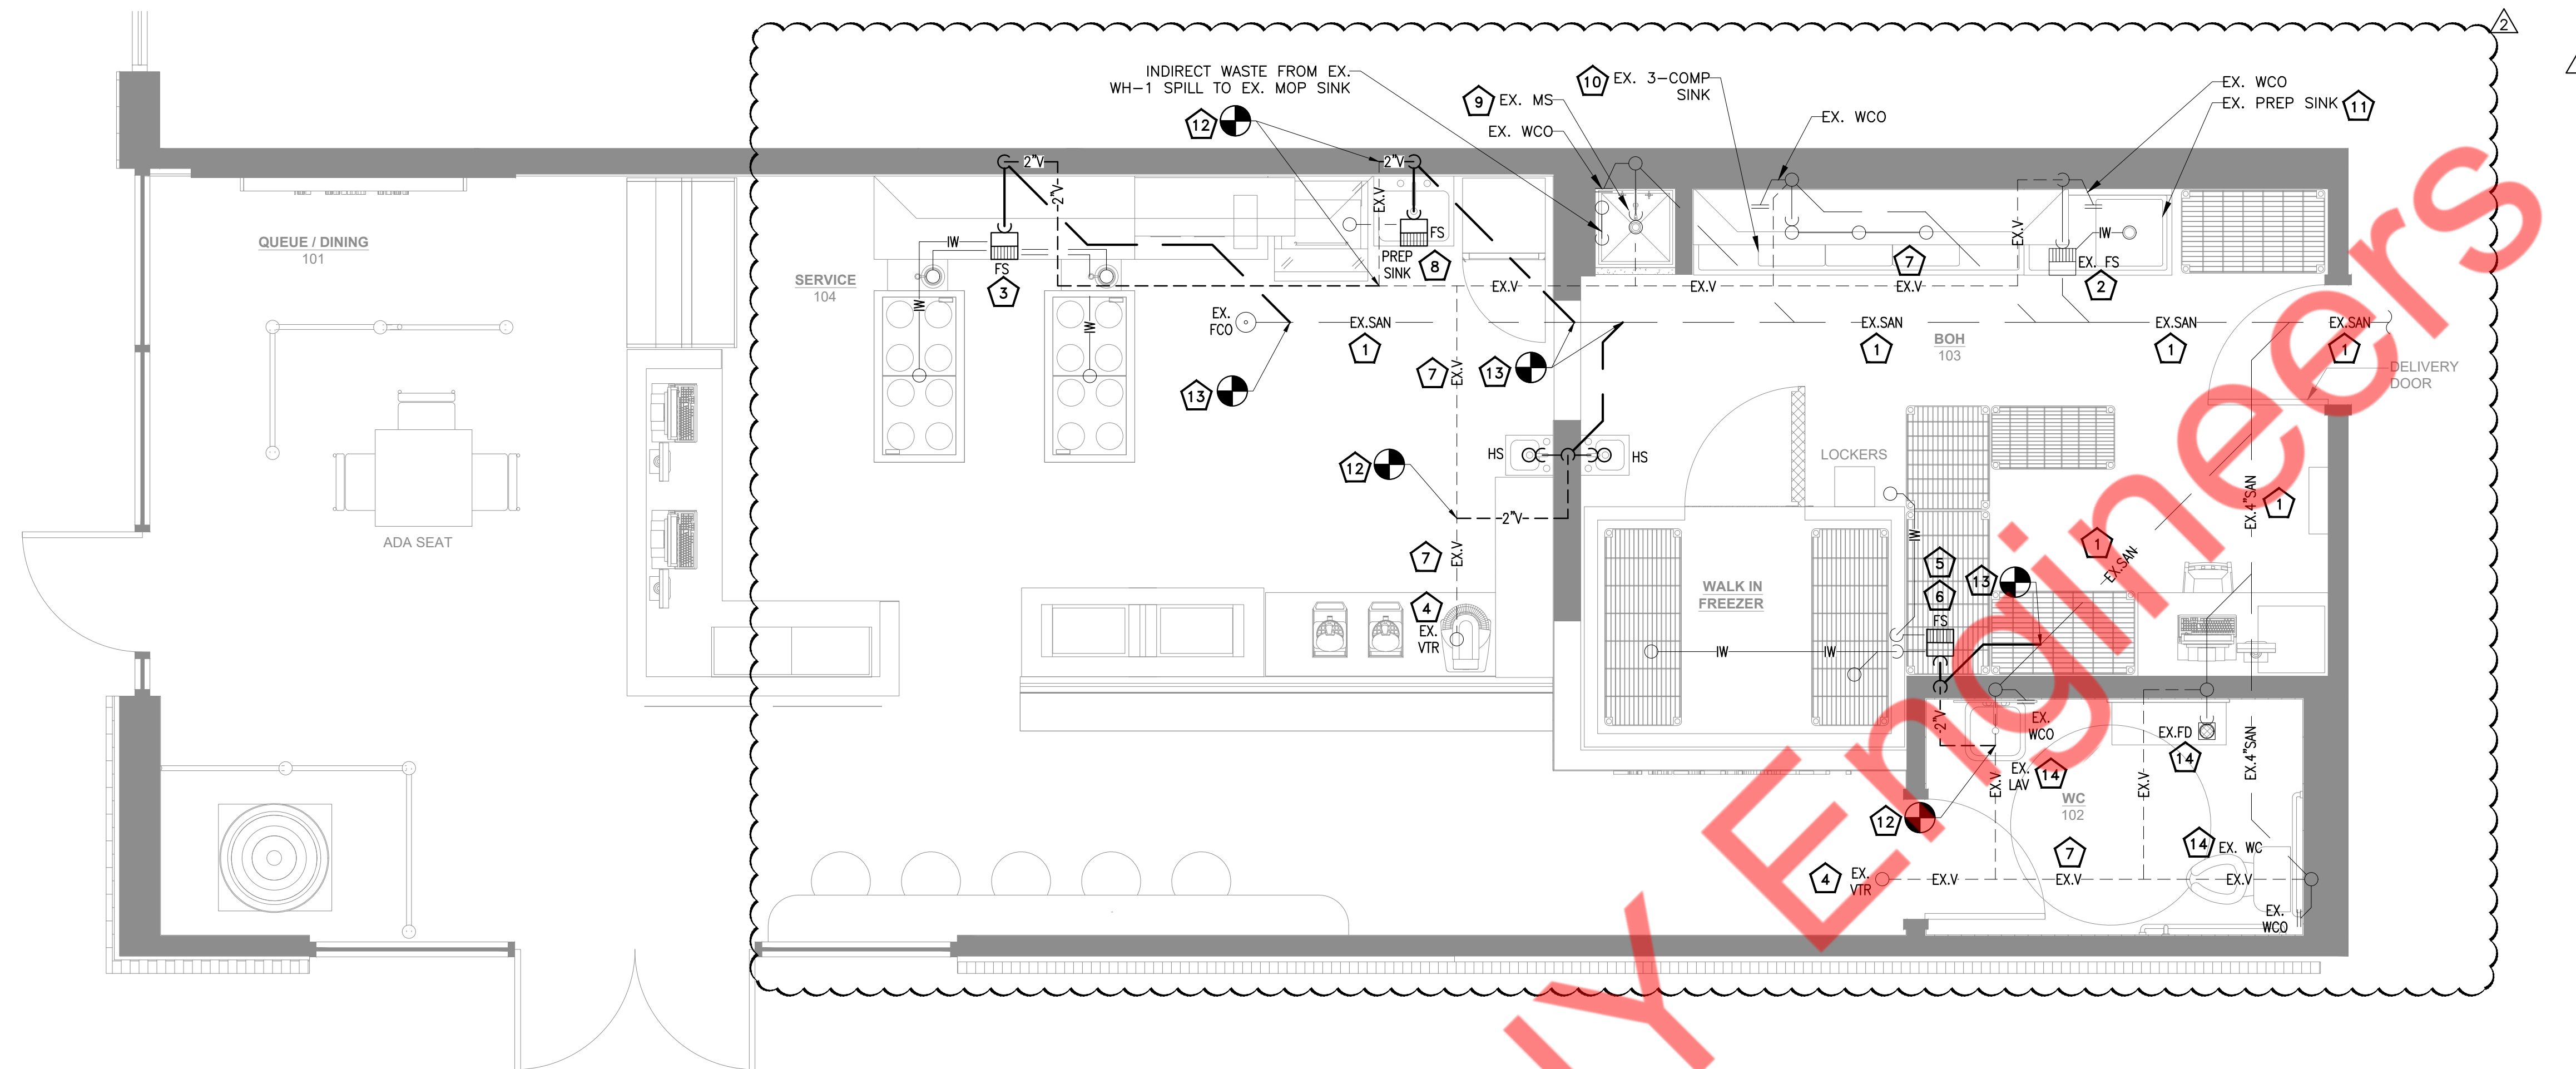 2
INDIRECT WASTE FROM EX.
WH-1 SPILL TO EX. MOP SINK
12
9 EX. MS
EX. WCO
10 EX. 3-COMP
SINK
EX. WCO
EX. WCO
EX. PREP SINK 11
2"V
2"V
2"V
EX.V
FS
3
IW
IW
IW
FS
PREP
SINK
8
QUEUE / DINING
101
SERVICE
104
EX.
FCO
EX.SAN
1
13
7
EX.V
13
EX.V
EX.V
EX.V
EX.V
7
IW
EX. FS
2
EX.SAN
1
EX.SAN
1
EX.SAN
1
BOH
103
DELIVERY
DOOR
HS
HS
12
2"V
7
EX.V
4
EX.
VTR
ADA SEAT
LOCKERS
IW
WALK IN
FREEZER
IW
IW
5
6
FS
13
1
EX.SAN
EX.4"SAN
1
2"V
EX.
WCO
EX.
LAV
14
EX.V
EX.V
EX.FD
14
EX.4"SAN
WC
102
12
7
14
EX. WC
4
EX.
VTR
EX.V
EX.V
EX.V
EX.
WCO
NY Engineers